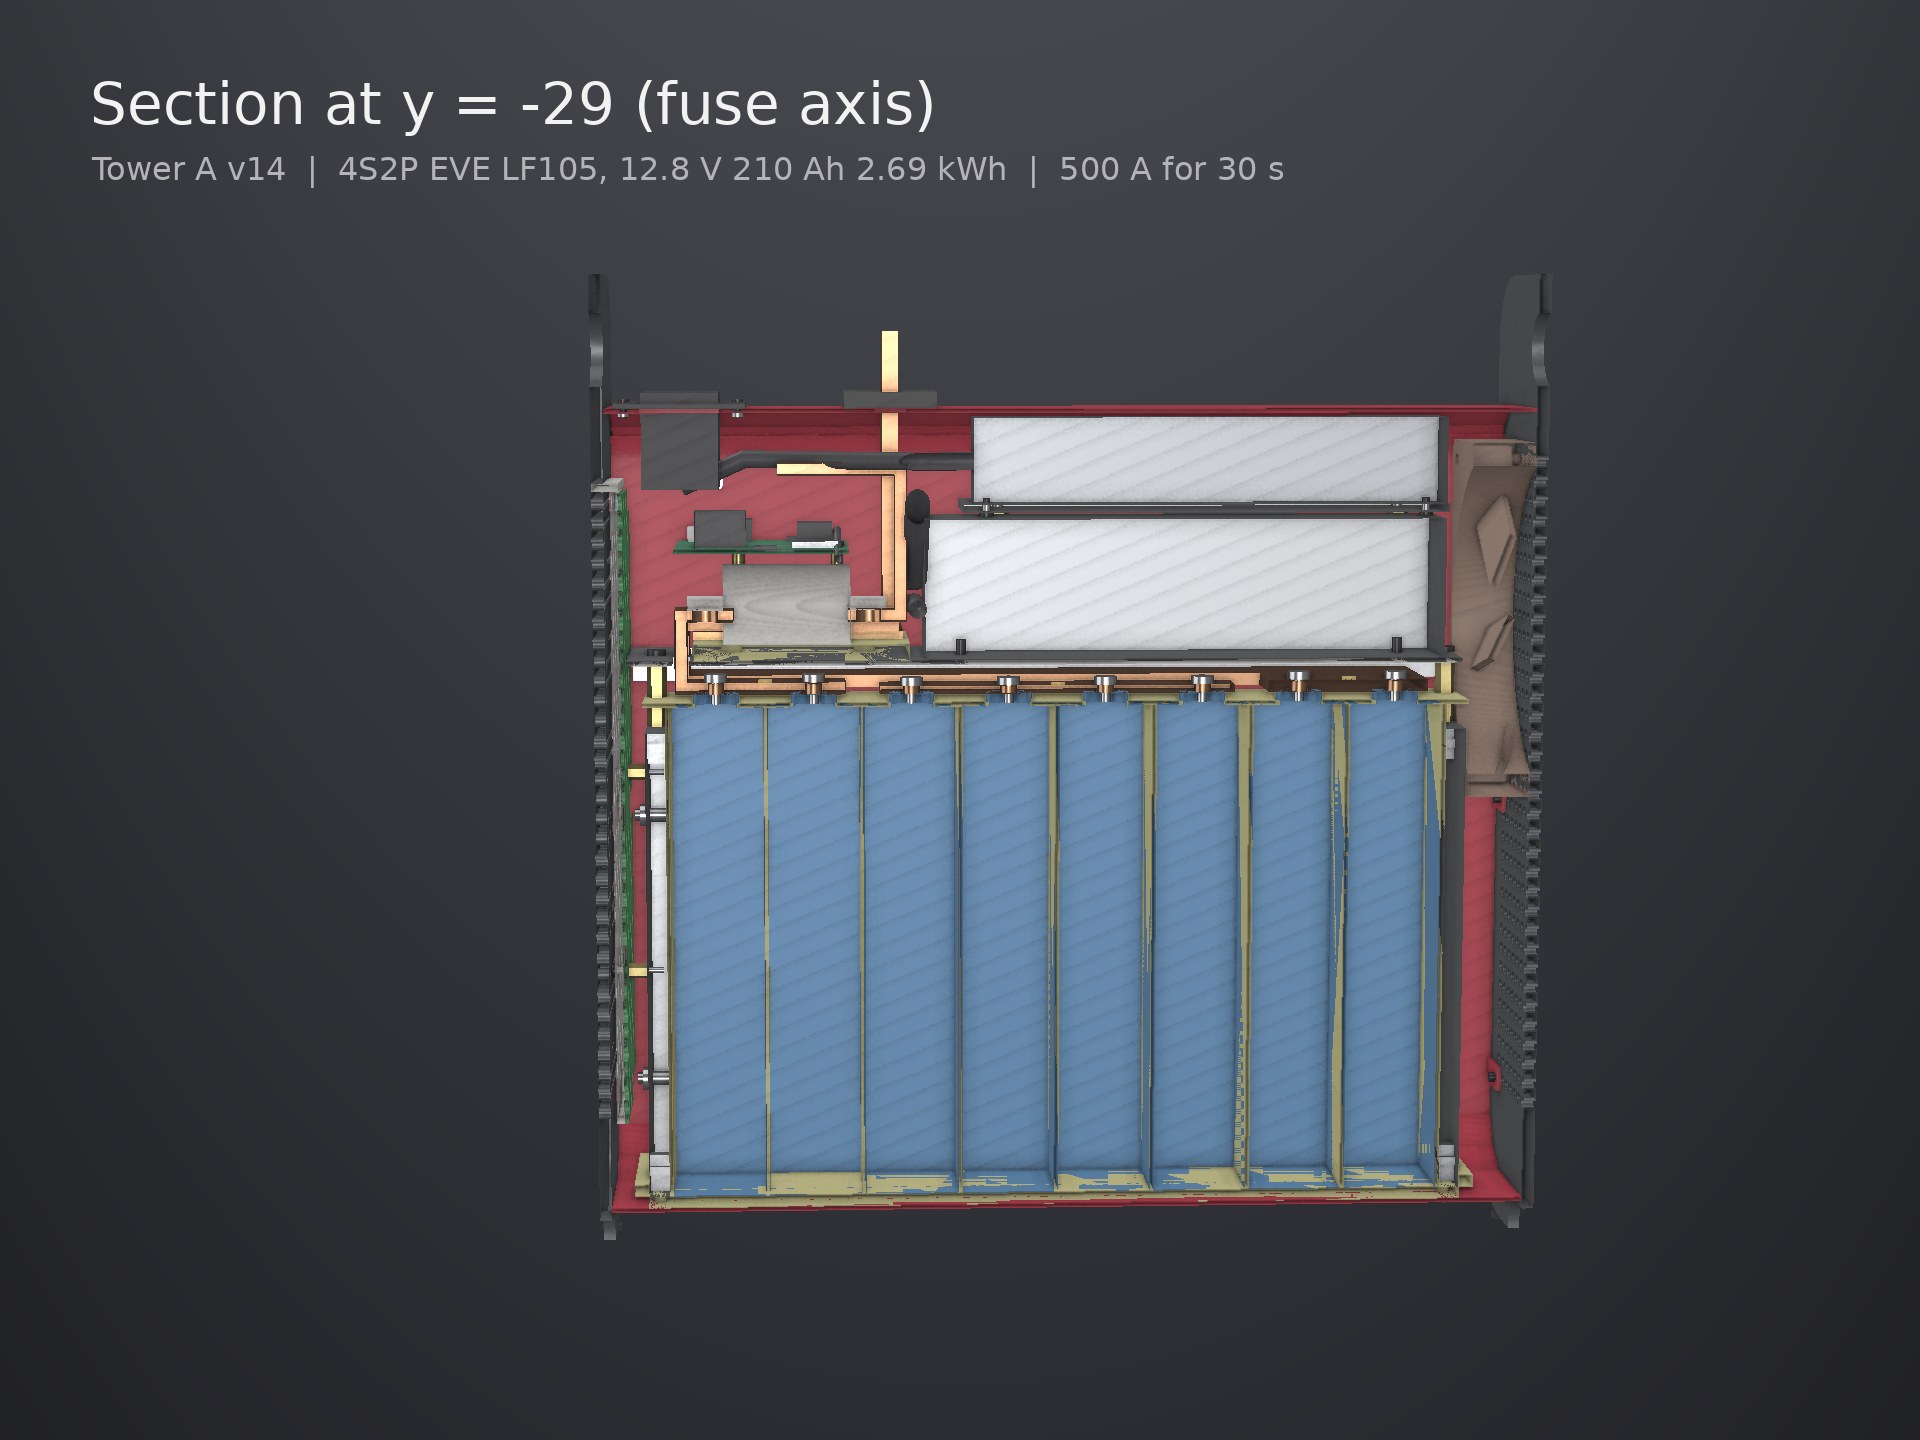 Section at y = -29 (fuse axis)
Tower A v14 | 4S2P EVE LF105, 12.8 V 210 Ah 2.69 kWh | 500 A for 30 s